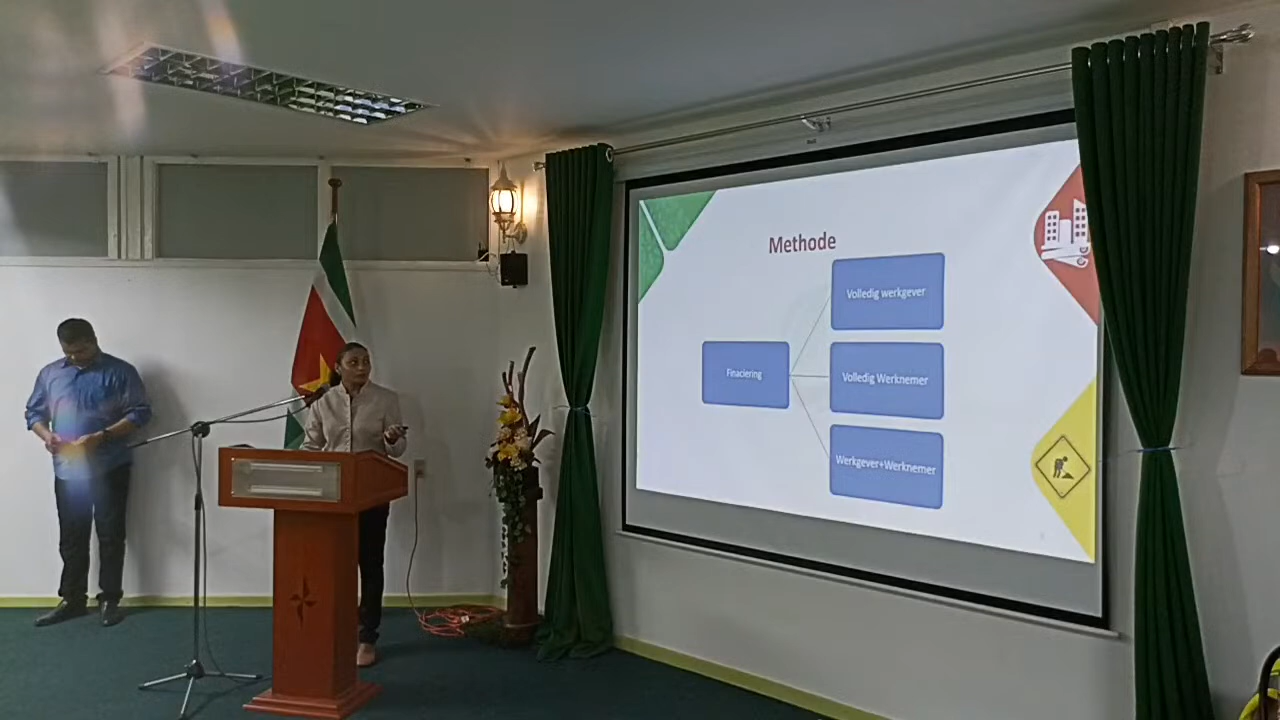 Methode
Volledig werkgever
Finaciering
Volledig Werknemer
Werkgever+Werknemer